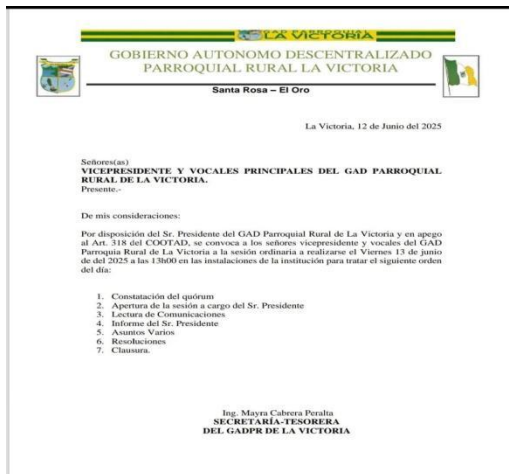 GAD PARROQUIAL
LA VICTORIA
GOBIERNO AUTONOMO DESCENTRALIZADO
PARROQUIAL RURAL LA VICTORIA
Santa Rosa – El Oro
La Victoria, 12 de Junio del 2025
Señores(as)
VICEPRESIDENTE Y VOCALES PRINCIPALES DEL GAD PARROQUIAL
RURAL DE LA VICTORIA.
Presente.-
De mis consideraciones:
Por disposición del Sr. Presidente del GAD Parroquial Rural de La Victoria y en apego
al Art. 318 del COOTAD, se convoca a los señores vicepresidente y vocales del GAD
Parroquia Rural de La Victoria a la sesión ordinaria a realizarse el Viernes 13 de junio
de del 2025 a las 13h00 en las instalaciones de la institución para tratar el siguiente orden
del día:
1. Constatación del quórum
2. Apertura de la sesión a cargo del Sr. Presidente
3. Lectura de Comunicaciones
4. Informe del Sr. Presidente
5. Asuntos Varios
6. Resoluciones
7. Clausura.
Ing. Mayra Cabrera Peralta
SECRETARÍA-TESORERA
DEL GADPR DE LA VICTORIA